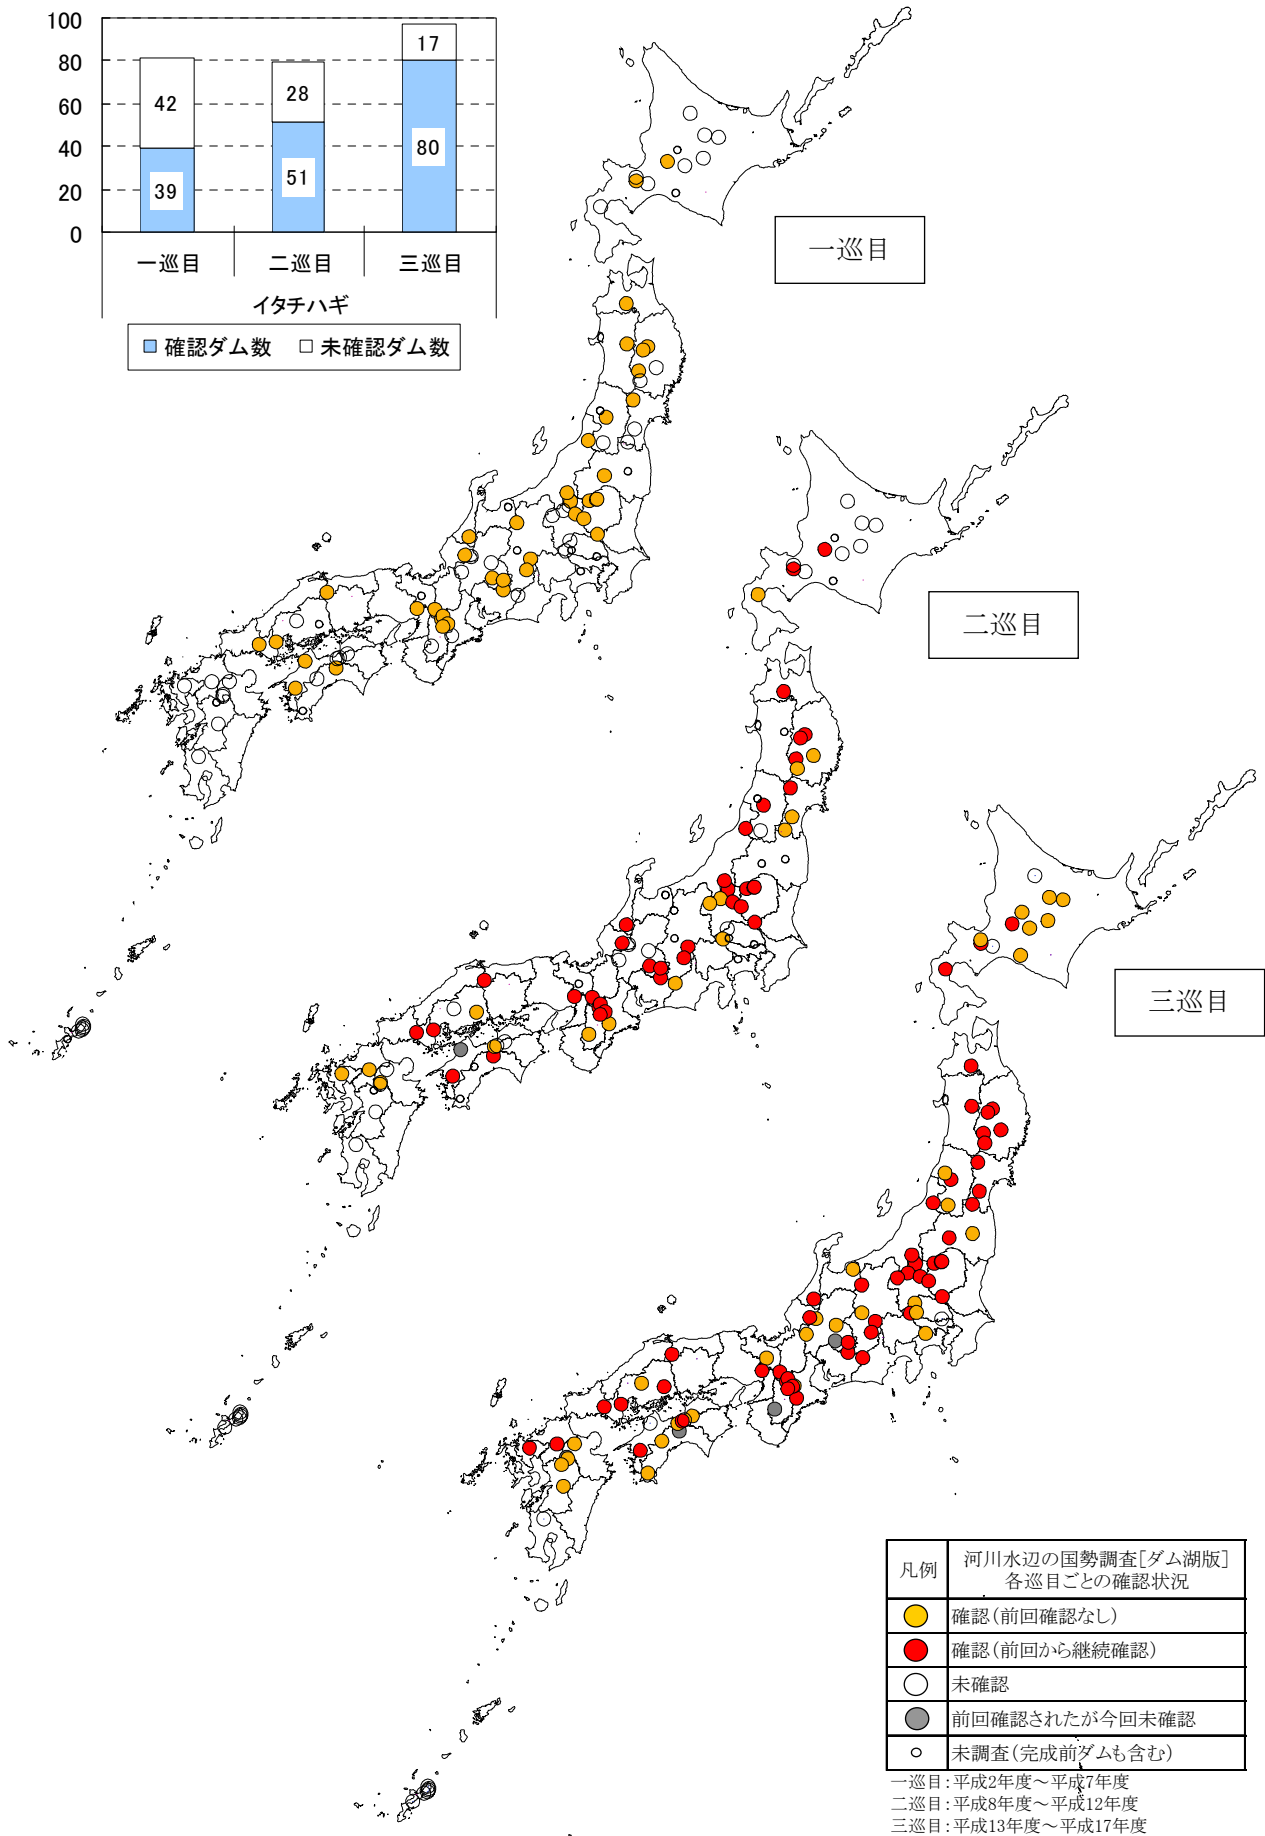 100
80
60
40
20
0
42
39
28
51
17
80
一巡目
二巡目
三巡目
イタチハギ
確認ダム数
未確認ダム数
一巡目
二巡目
三巡目
凡例
河川水辺の国勢調査[ダム湖版]
各巡目ごとの確認状況
確認(前回確認なし)
確認(前回から継続確認)
未確認
前回確認されたが今回未確認
未調査(完成前ダムも含む)
一巡目:平成2年度～平成7年度
二巡目:平成8年度～平成12年度
三巡目:平成13年度～平成17年度